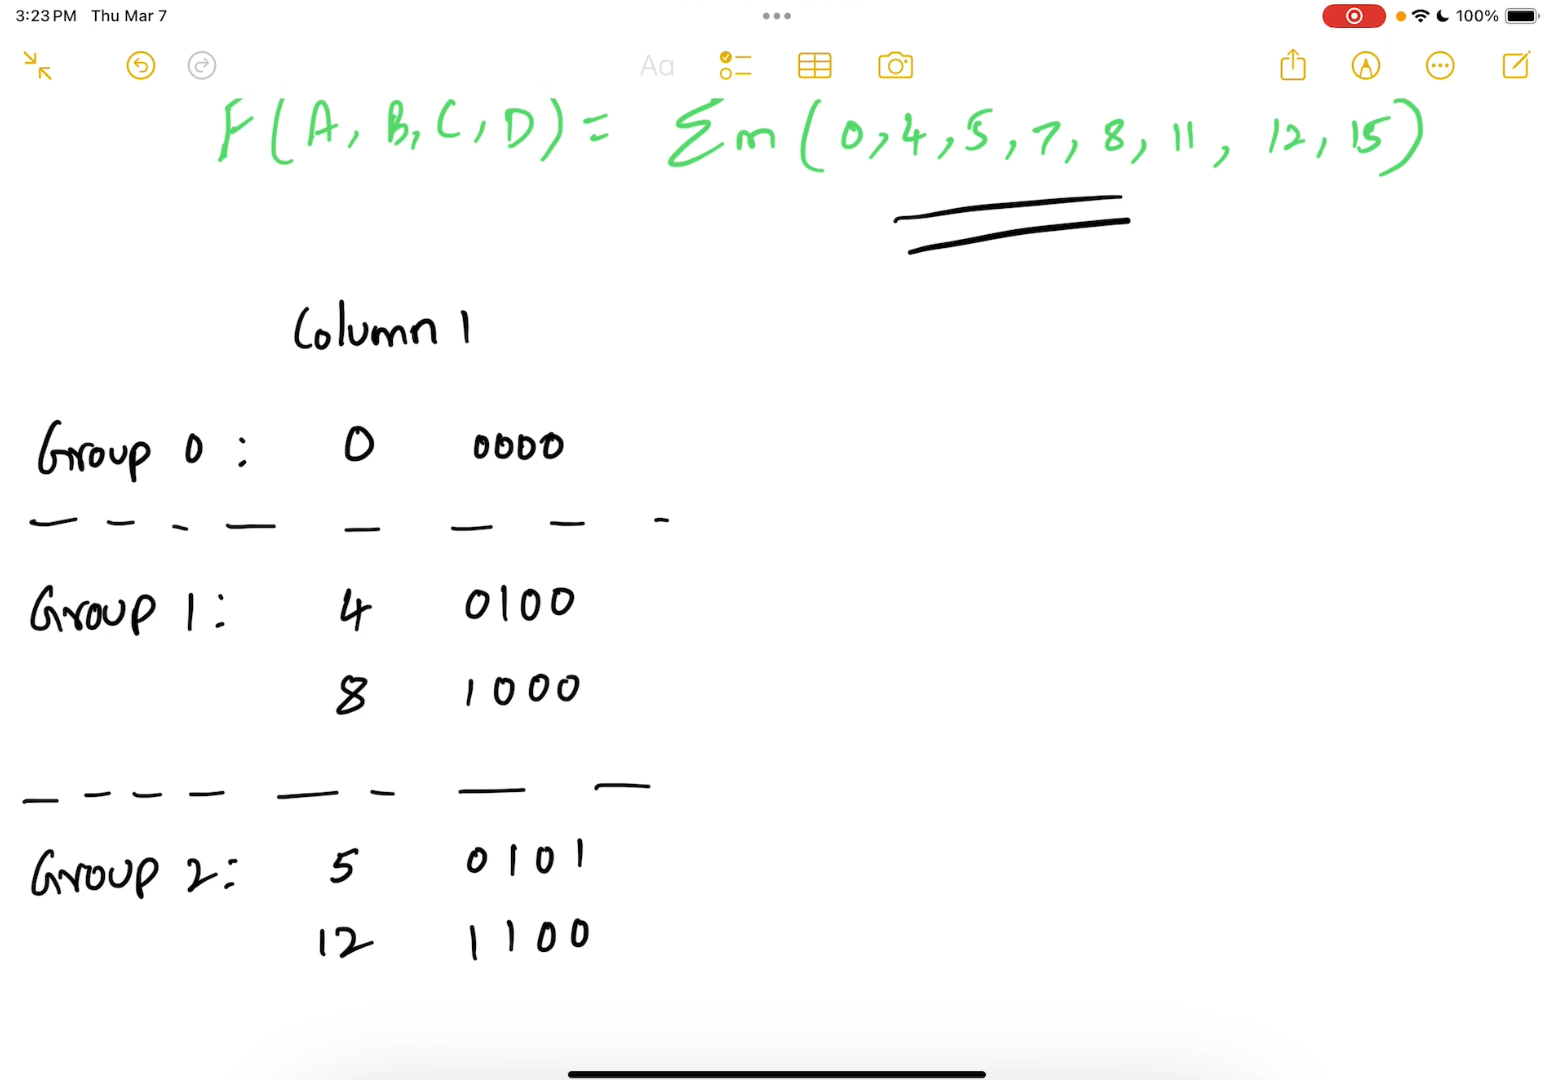 3:23 PM Thu Mar 7
100%
Aa
F(A, B, C, D) = Σm (0,4,5,7,8,11, 12,15)
Column 1
Group 0 : 0 0000
Group 1: 4 0100
8 1000
Group 2: 5 0101
12 1100